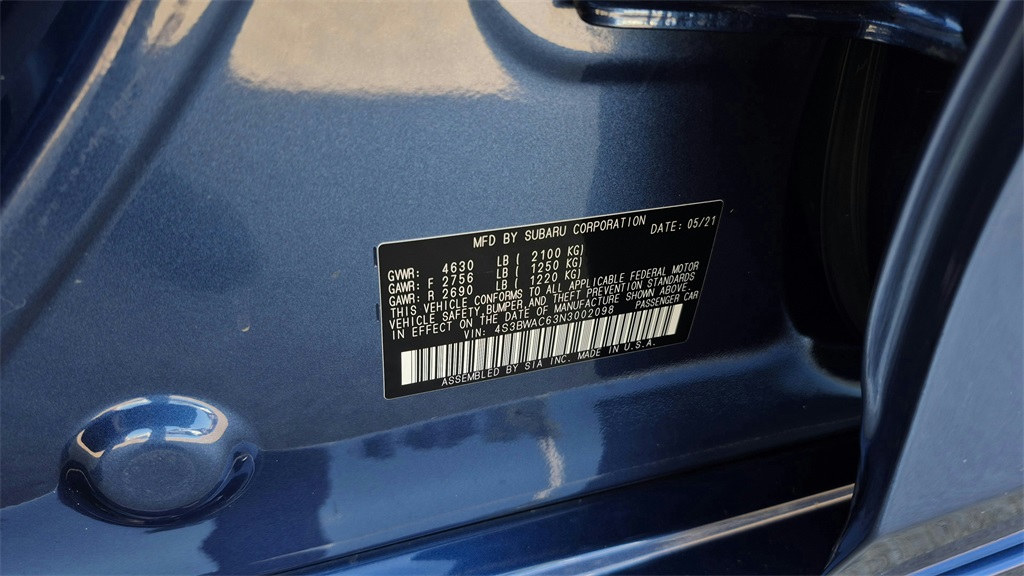 MFD BY SUBARU CORPORATION DATE: 05/21
GVWR: 4630 LB ( 2100 KG)
GAWR: F 2756 LB ( 1250 KG)
GAWR: R 2690 LB ( 1220 KG)
THIS VEHICLE CONFORMS TO ALL APPLICABLE FEDERAL MOTOR
VEHICLE SAFETY,BUMPER,AND THEFT PREVENTION STANDARDS
IN EFFECT ON THE DATE OF MANUFACTURE SHOWN ABOVE.
VIN: 4S3BWAC63N3002098 PASSENGER CAR
ASSEMBLED BY SIA INC. MADE IN U.S.A.